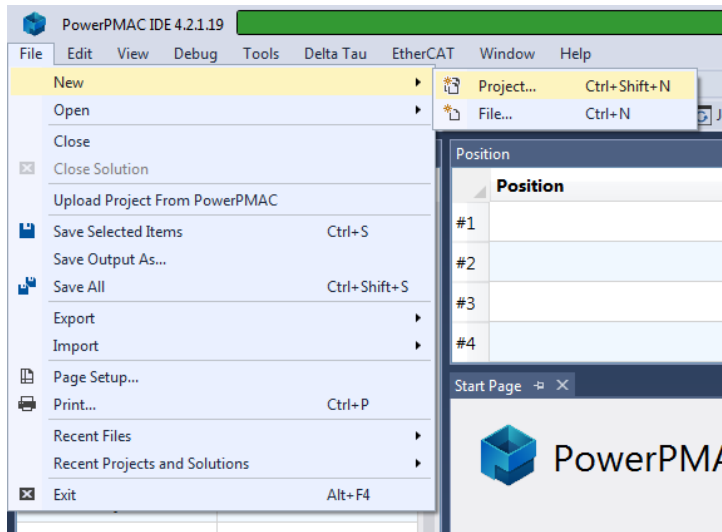 PowerPMAC IDE 4.2.1.19
File Edit View Debug Tools Delta Tau EtherCAT Window Help
New
Project... Ctrl+Shift+N
Open
File... Ctrl+N
J
Close
Position
Close Solution
Position
Upload Project From PowerPMAC
#1
Save Selected Items Ctrl+S
Save Output As...
#2
Save All Ctrl+Shift+S
#3
Export
Import
#4
Page Setup...
Start Page
Print... Ctrl+P
Recent Files
Recent Projects and Solutions
PowerPMA
Exit Alt+F4